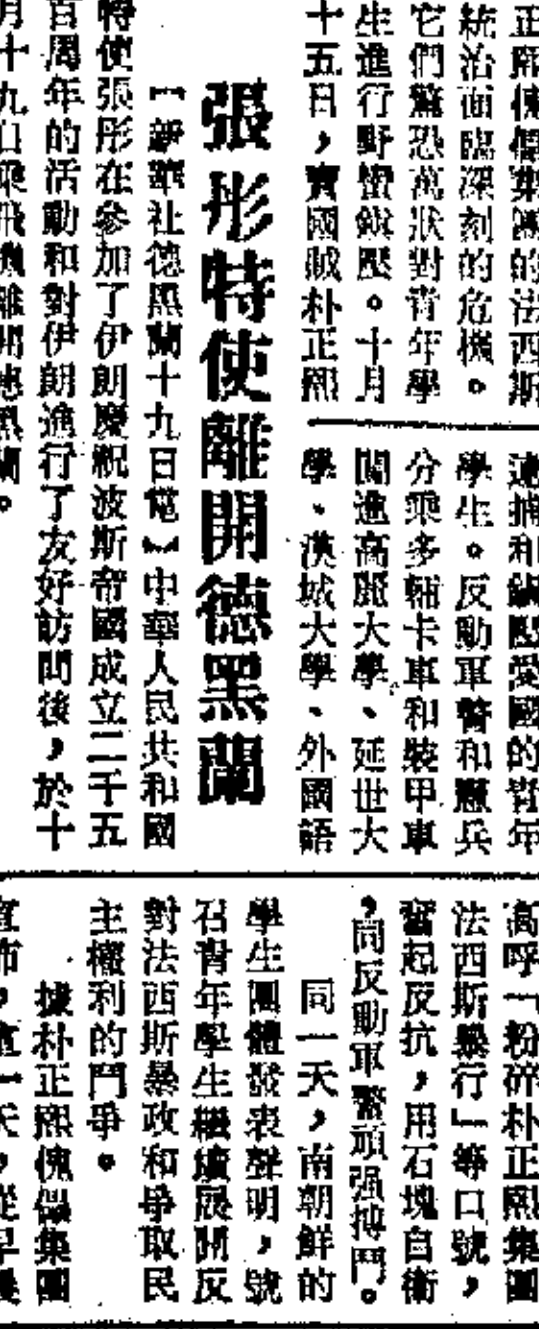 正熙傀儡集團的法西斯
統治面臨深刻的危機。
它們驚恐萬狀對青年學
生進行野蠻鎮壓。十月
十五日，賣國賊朴正熙
逮捕和鎮壓愛國的青年
學生。反動軍警和憲兵
分乘多輛卡車和裝甲車
闖進高麗大學、延世大
學、漢城大學、外國語
高呼「粉碎朴正熙集團
法西斯暴行」等口號，
奮起反抗，用石塊自衛
，向反動軍警頑强搏鬥。
同一天，南朝鮮的
學生團體發表聲明，號
召青年學生繼續展開反
對法西斯暴政和爭取民
主權利的鬥爭。
據朴正熙傀儡集團
宣布，這一天，從早晨
張彤特使離開德黑蘭
【新華社德黑蘭十九日電】中華人民共和國
特使張彤在參加了伊朗慶祝波斯帝國成立二千五
百周年的活動和對伊朗進行了友好訪問後，於十
月十九日乘飛機離開德黑蘭。